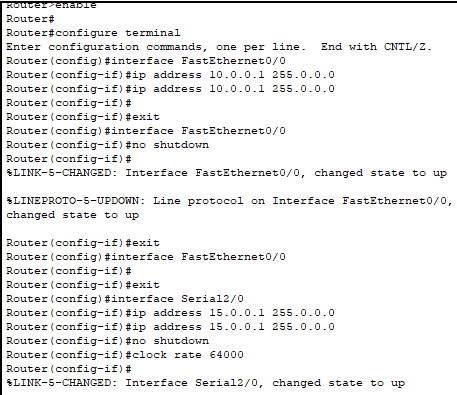 Router>enable
Router#
Router#configure terminal
Enter configuration commands, one per line.  End with CNTL/Z.
Router(config)#interface FastEthernet0/0
Router(config-if)#ip address 10.0.0.1 255.0.0.0
Router(config-if)#ip address 10.0.0.1 255.0.0.0
Router(config-if)#
Router(config-if)#exit
Router(config)#interface FastEthernet0/0
Router(config-if)#no shutdown
Router(config-if)#
%LINK-5-CHANGED: Interface FastEthernet0/0, changed state to up
%LINEPROTO-5-UPDOWN: Line protocol on Interface FastEthernet0/0,
changed state to up
Router(config-if)#exit
Router(config)#interface FastEthernet0/0
Router(config-if)#
Router(config-if)#exit
Router(config)#interface Serial2/0
Router(config-if)#ip address 15.0.0.1 255.0.0.0
Router(config-if)#ip address 15.0.0.1 255.0.0.0
Router(config-if)#no shutdown
Router(config-if)#clock rate 64000
Router(config-if)#
%LINK-5-CHANGED: Interface Serial2/0, changed state to up